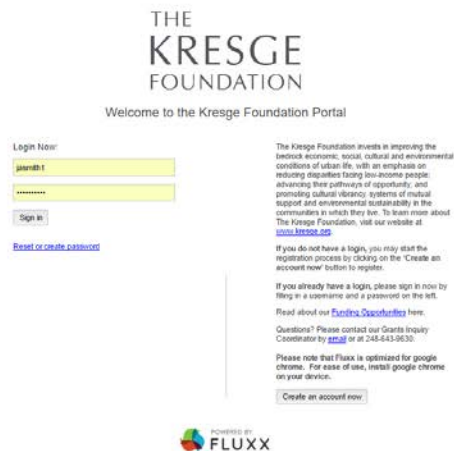 THE
KRESGE
FOUNDATION
Welcome to the Kresge Foundation Portal
Login Now:
jasmith1
••••••••••
Sign in
Reset or create password
The Kresge Foundation invests in improving the
bedrock economic, social, cultural and environmental
conditions of urban life, with an emphasis on
reducing disparities facing low-income people;
advancing their pathways of opportunity; and
promoting cultural vibrancy, systems of mutual
support and environmental sustainability in the
communities in which they live. To learn more about
The Kresge Foundation, visit our website at
www.kresge.org.
If you do not have a login, you may start the
registration process by clicking on the 'Create an
account now' button to register.
If you already have a login, please sign in now by
filling in a username and a password on the left.
Read about our Funding Opportunities here.
Questions? Please contact our Grants Inquiry
Coordinator by email or at 248-643-9630.
Please note that Fluxx is optimized for google
chrome. For ease of use, install google chrome
on your device.
Create an account now
POWERED BY
FLUXX